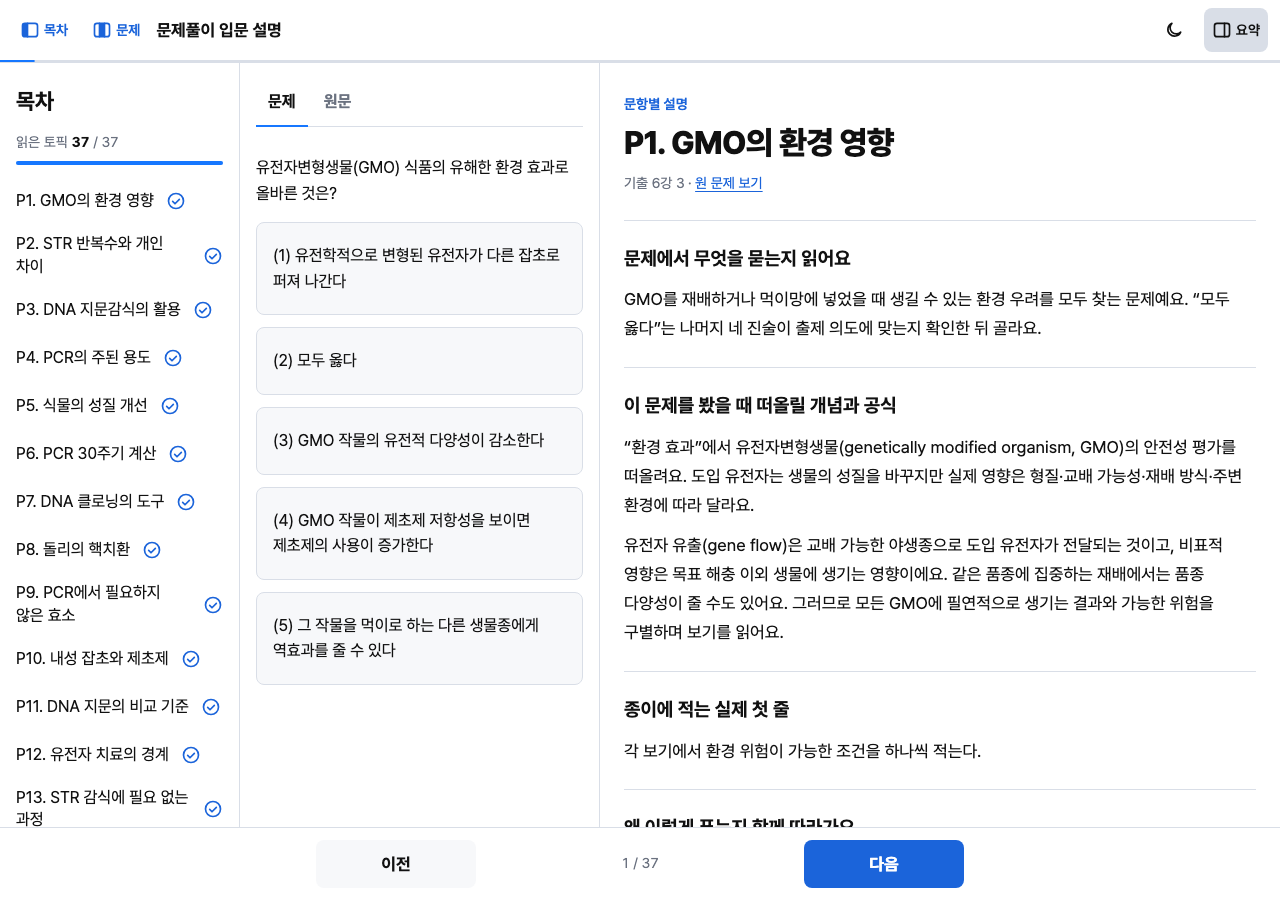 목차
문제
문제풀이 입문 설명
요약
목차
읽은 토픽 37 / 37
P1. GMO의 환경 영향
P2. STR 반복수와 개인
차이
P3. DNA 지문감식의 활용
P4. PCR의 주된 용도
P5. 식물의 성질 개선
P6. PCR 30주기 계산
P7. DNA 클로닝의 도구
P8. 돌리의 핵치환
P9. PCR에서 필요하지
않은 효소
P10. 내성 잡초와 제초제
P11. DNA 지문의 비교 기준
P12. 유전자 치료의 경계
P13. STR 감식에 필요 없는
과정
문제
원문
유전자변형생물(GMO) 식품의 유해한 환경 효과로
올바른 것은?
(1) 유전학적으로 변형된 유전자가 다른 잡초로
퍼져 나간다
(2) 모두 옳다
(3) GMO 작물의 유전적 다양성이 감소한다
(4) GMO 작물이 제초제 저항성을 보이면
제초제의 사용이 증가한다
(5) 그 작물을 먹이로 하는 다른 생물종에게
역효과를 줄 수 있다
문항별 설명
P1. GMO의 환경 영향
기출 6강 3 · 원 문제 보기
문제에서 무엇을 묻는지 읽어요
GMO를 재배하거나 먹이망에 넣었을 때 생길 수 있는 환경 우려를 모두 찾는 문제예요. “모두
옳다”는 나머지 네 진술이 출제 의도에 맞는지 확인한 뒤 골라요.
이 문제를 봤을 때 떠올릴 개념과 공식
“환경 효과”에서 유전자변형생물(genetically modified organism, GMO)의 안전성 평가를
떠올려요. 도입 유전자는 생물의 성질을 바꾸지만 실제 영향은 형질·교배 가능성·재배 방식·주변
환경에 따라 달라요.
유전자 유출(gene flow)은 교배 가능한 야생종으로 도입 유전자가 전달되는 것이고, 비표적
영향은 목표 해충 이외 생물에 생기는 영향이에요. 같은 품종에 집중하는 재배에서는 품종
다양성이 줄 수도 있어요. 그러므로 모든 GMO에 필연적으로 생기는 결과와 가능한 위험을
구별하며 보기를 읽어요.
종이에 적는 실제 첫 줄
각 보기에서 환경 위험이 가능한 조건을 하나씩 적는다.
왜 이렇게 푸는지 함께 따라가요
이전
1 / 37
다음